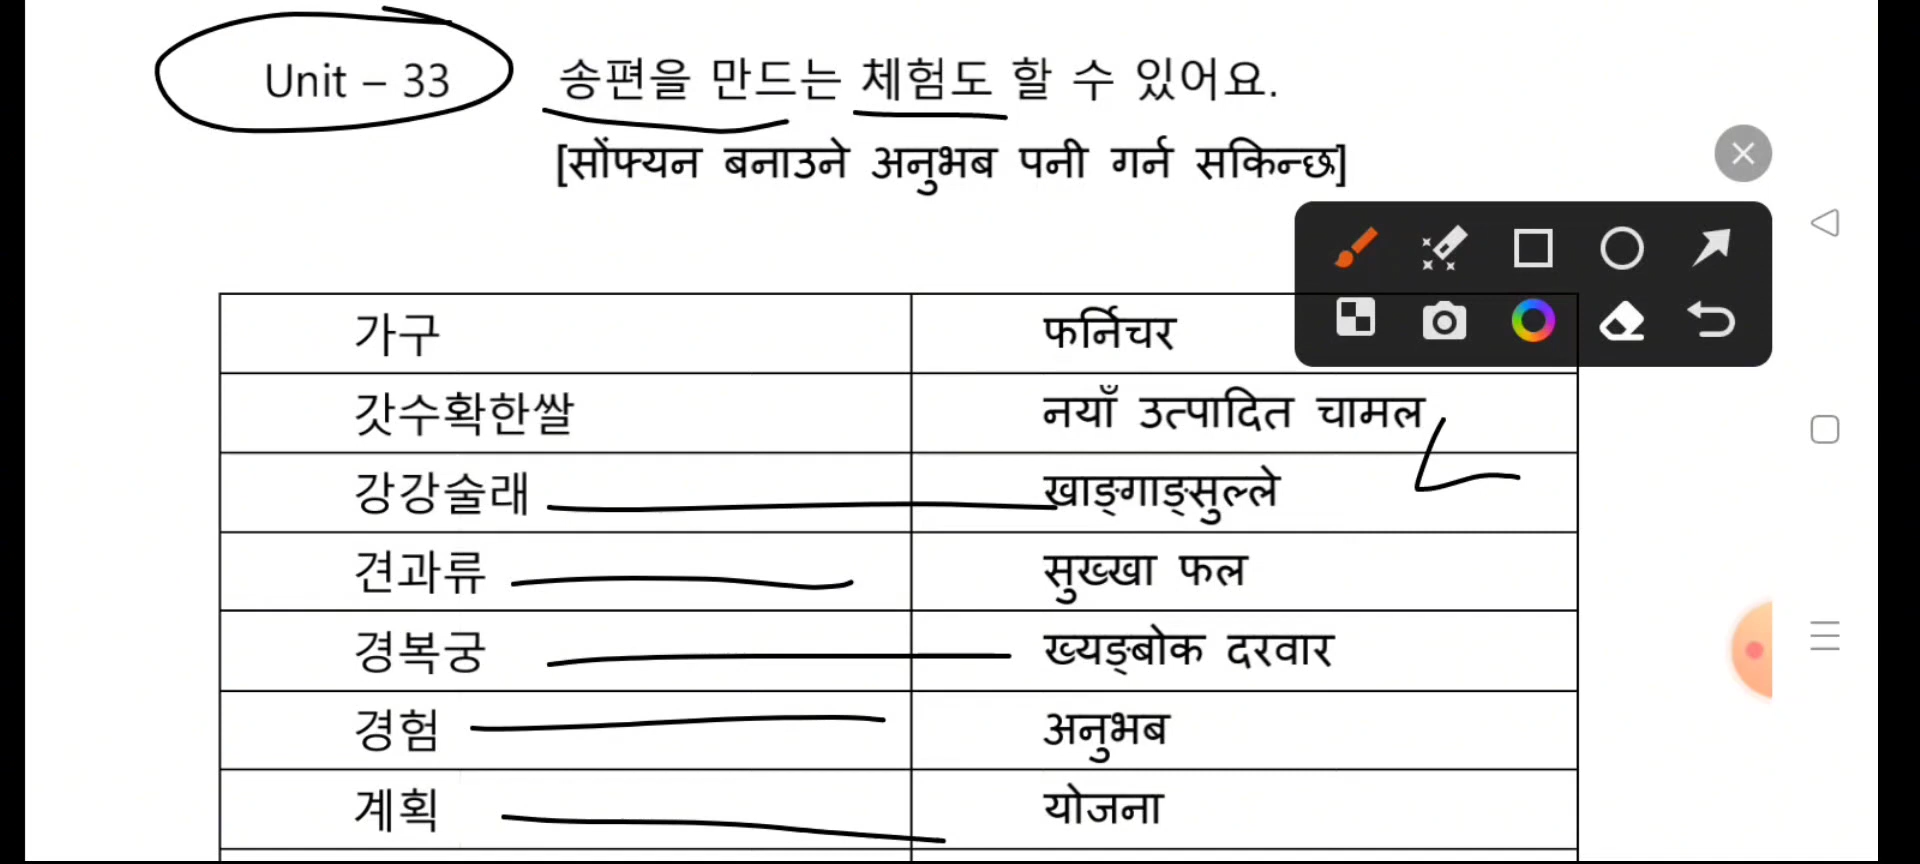 Unit – 33 송편을 만드는 체험도 할 수 있어요.
[सोंफ्यन बनाउने अनुभब पनी गर्न सकिन्छ]
가구 फर्निचर
갓수확한쌀 नयाँ उत्पादित चामल
강강술래 खाङ्गाङ्सुल्ले
견과류 सुख्खा फल
경복궁 ख्यङ्बोक दरवार
경험 अनुभब
계획 योजना